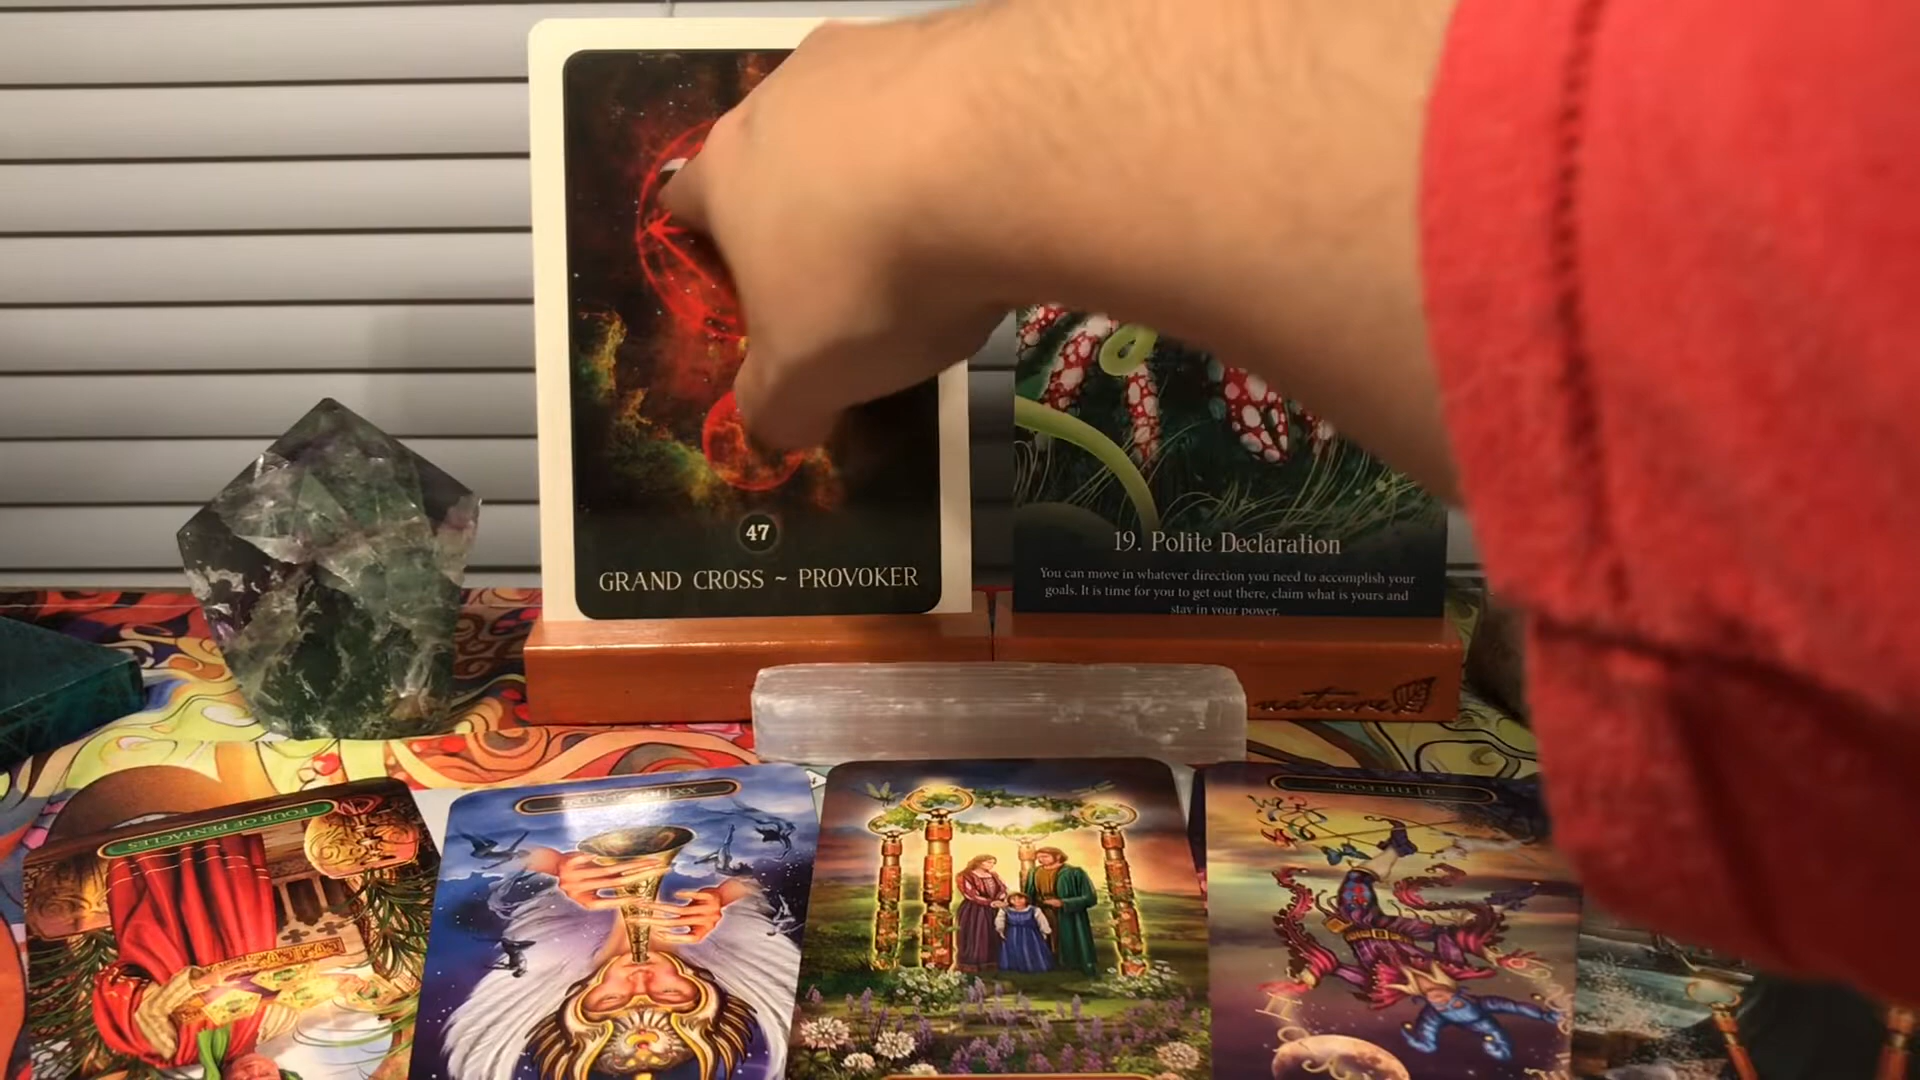 47
GRAND CROSS ~ PROVOKER
19. Polite Declaration
You can move in whatever direction you need to accomplish your
goals. It is time for you to get out there, claim what is yours and
stay in your power.
nature
FOUR OF PENTACLES
XX
0 | THE FOOL